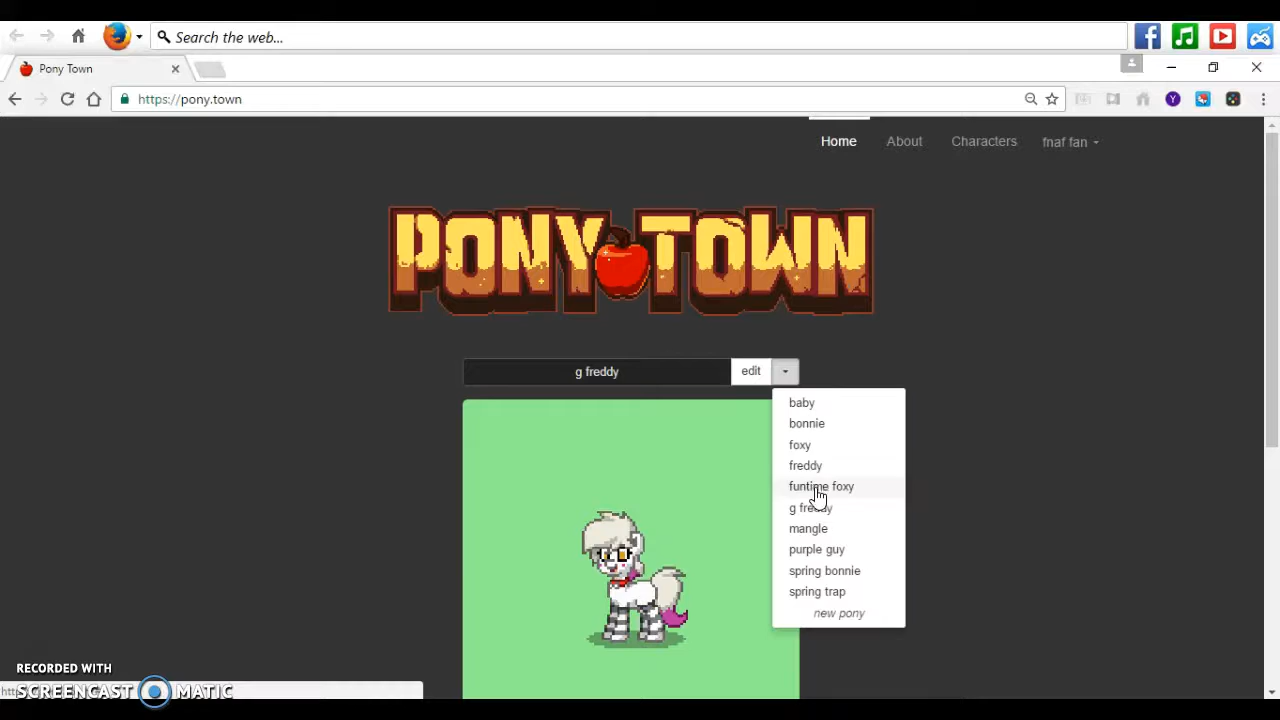 Search the web...
Pony Town
https://pony.town
Home About Characters fnaf fan
PONY TOWN
g freddy edit
baby
bonnie
foxy
freddy
funtime foxy
g freddy
mangle
purple guy
spring bonnie
spring trap
new pony
RECORDED WITH
SCREENCAST MATIC